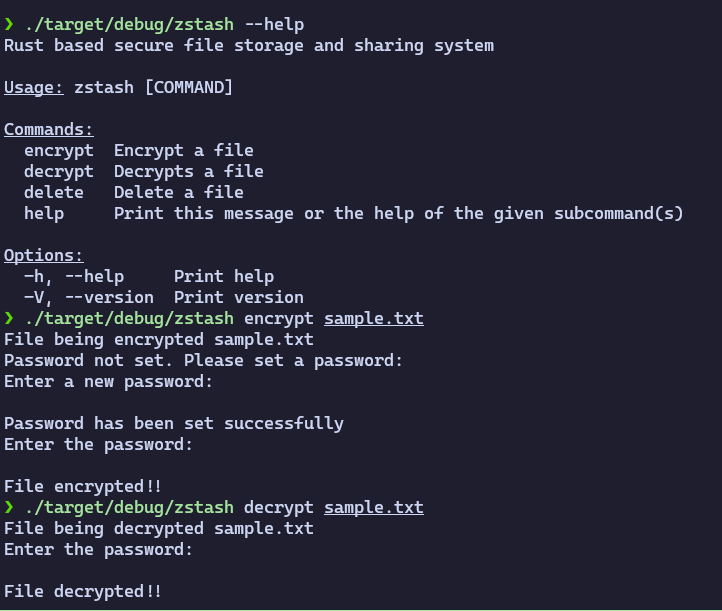 ❯ ./target/debug/zstash --help
Rust based secure file storage and sharing system
Usage: zstash [COMMAND]
Commands:
encrypt  Encrypt a file
decrypt  Decrypts a file
delete   Delete a file
help     Print this message or the help of the given subcommand(s)
Options:
-h, --help     Print help
-V, --version  Print version
❯ ./target/debug/zstash encrypt sample.txt
File being encrypted sample.txt
Password not set. Please set a password:
Enter a new password:
Password has been set successfully
Enter the password:
File encrypted!!
❯ ./target/debug/zstash decrypt sample.txt
File being decrypted sample.txt
Enter the password:
File decrypted!!